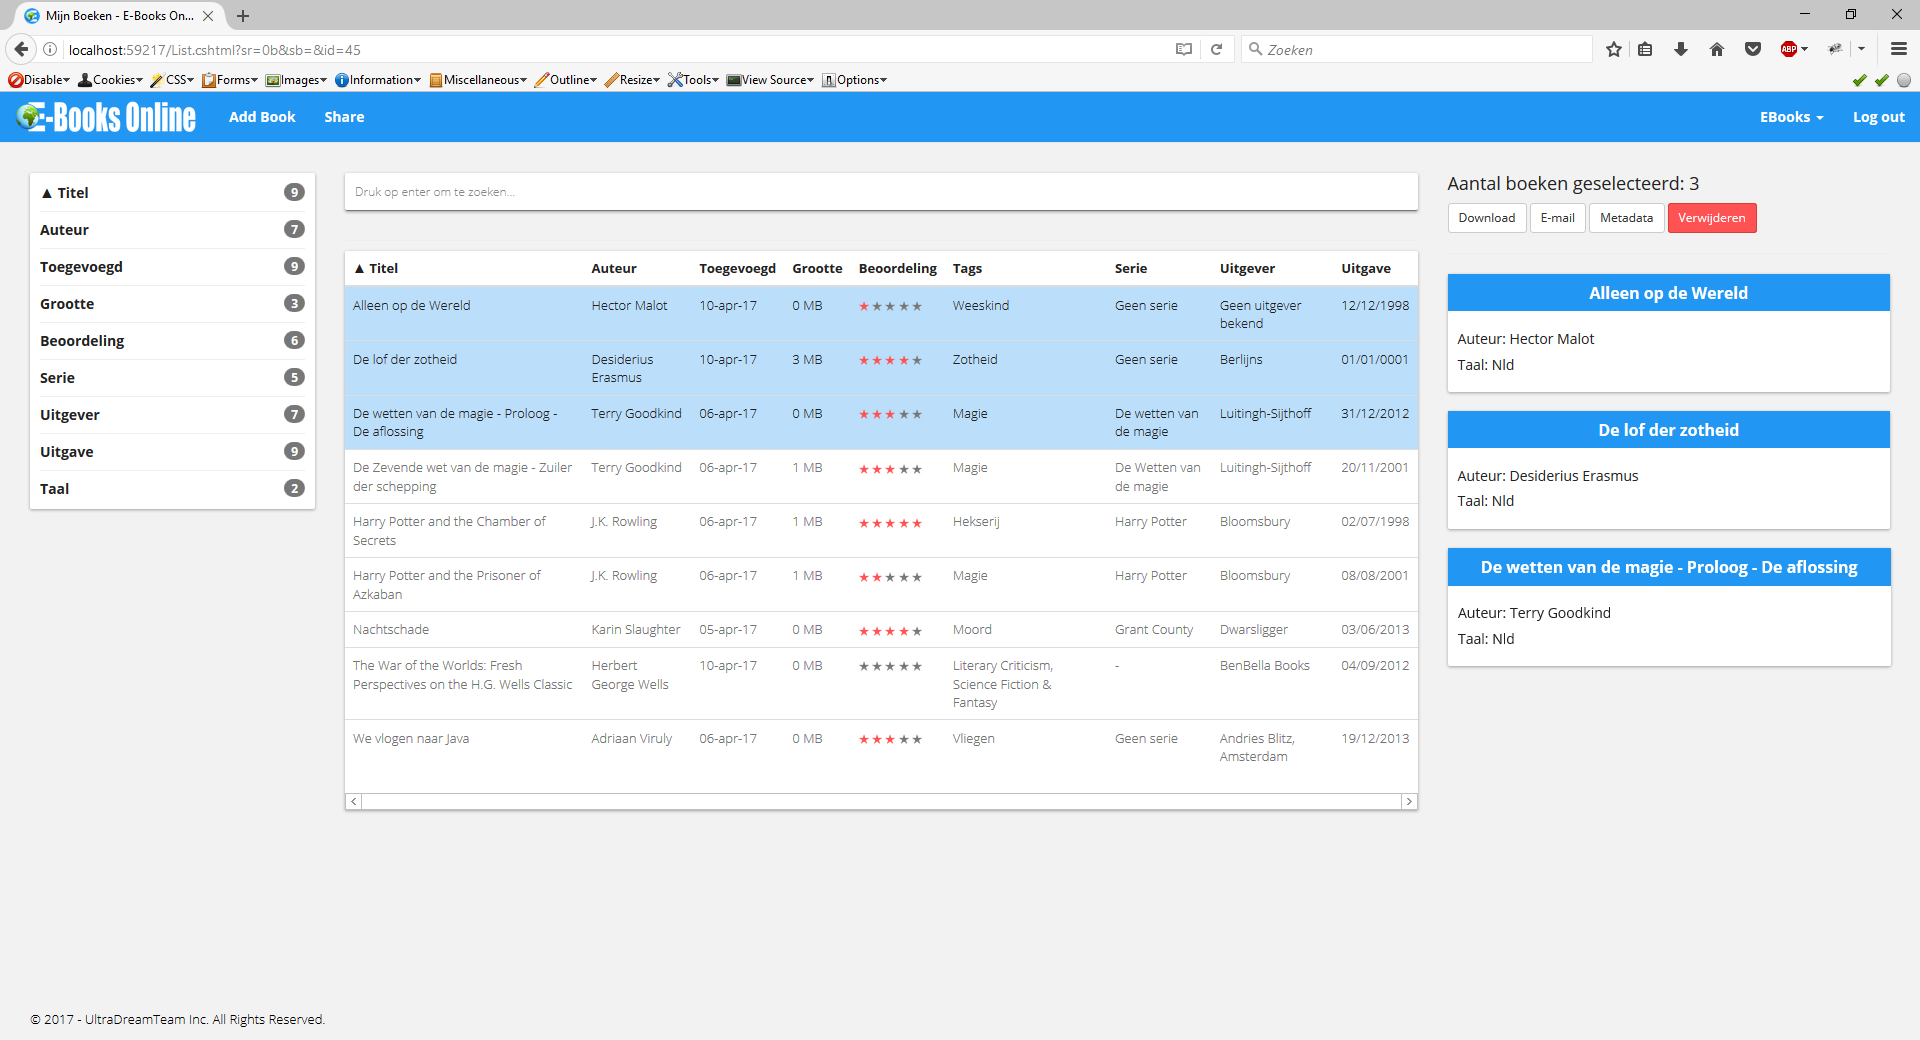 Mijn Boeken - E-Books On...
localhost:59217/List.cshtml?sr=0b&sb=&id=45
Zoeken
ABP
Disable Cookies CSS Forms Images Information Miscellaneous Outline Resize Tools View Source Options
E-Books Online Add Book Share EBooks Log out
▲ Titel 9
Auteur 7
Toegevoegd 9
Grootte 3
Beoordeling 6
Serie 5
Uitgever 7
Uitgave 9
Taal 2
Druk op enter om te zoeken...
▲ Titel Auteur Toegevoegd Grootte Beoordeling Tags Serie Uitgever Uitgave
Alleen op de Wereld Hector Malot 10-apr-17 0 MB ★★★★★ Weeskind Geen serie Geen uitgever 12/12/1998
bekend
De lof der zotheid Desiderius 10-apr-17 3 MB ★★★★★ Zotheid Geen serie Berlijns 01/01/0001
Erasmus
De wetten van de magie - Proloog - Terry Goodkind 06-apr-17 0 MB ★★★★★ Magie De wetten van Luitingh-Sijthoff 31/12/2012
De aflossing de magie
De Zevende wet van de magie - Zuiler Terry Goodkind 06-apr-17 1 MB ★★★★★ Magie De Wetten van Luitingh-Sijthoff 20/11/2001
der schepping de magie
Harry Potter and the Chamber of J.K. Rowling 06-apr-17 1 MB ★★★★★ Hekserij Harry Potter Bloomsbury 02/07/1998
Secrets
Harry Potter and the Prisoner of J.K. Rowling 06-apr-17 1 MB ★★★★★ Magie Harry Potter Bloomsbury 08/08/2001
Azkaban
Nachtschade Karin Slaughter 05-apr-17 0 MB ★★★★★ Moord Grant County Dwarsligger 03/06/2013
The War of the Worlds: Fresh Herbert 10-apr-17 0 MB ★★★★★ Literary Criticism, - BenBella Books 04/09/2012
Perspectives on the H.G. Wells Classic George Wells Science Fiction &
Fantasy
We vlogen naar Java Adriaan Viruly 06-apr-17 0 MB ★★★★★ Vliegen Geen serie Andries Blitz, 19/12/2013
Amsterdam
Aantal boeken geselecteerd: 3
Download E-mail Metadata Verwijderen
Alleen op de Wereld
Auteur: Hector Malot
Taal: Nld
De lof der zotheid
Auteur: Desiderius Erasmus
Taal: Nld
De wetten van de magie - Proloog - De aflossing
Auteur: Terry Goodkind
Taal: Nld
© 2017 - UltraDreamTeam Inc. All Rights Reserved.